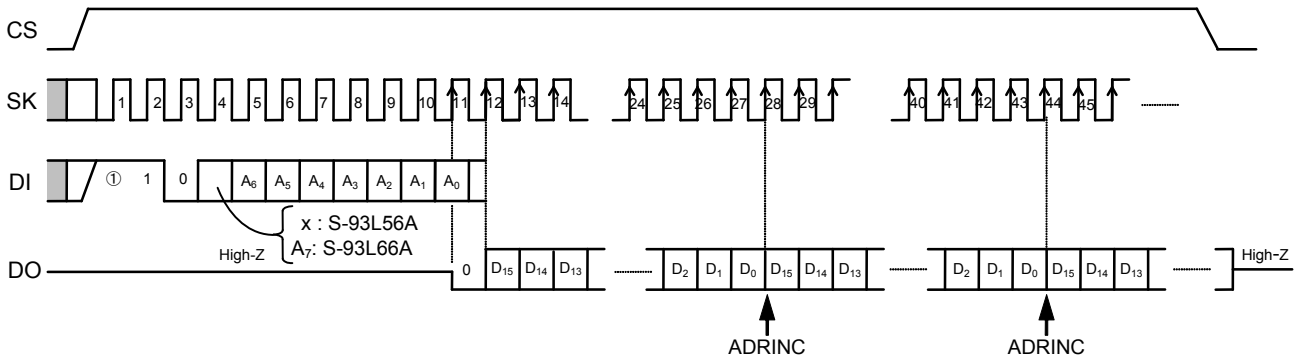 CS
SK 1 2 3 4 5 6 7 8 9 10 11 12 13 14 24 25 26 27 28 29 40 41 42 43 44 45
DI ① 1 0 A6 A5 A4 A3 A2 A1 A0
x : S-93L56A
A7: S-93L66A
High-Z
DO 0 D15 D14 D13 D2 D1 D0 D15 D14 D13 D2 D1 D0 D15 D14 D13 High-Z
ADRINC ADRINC